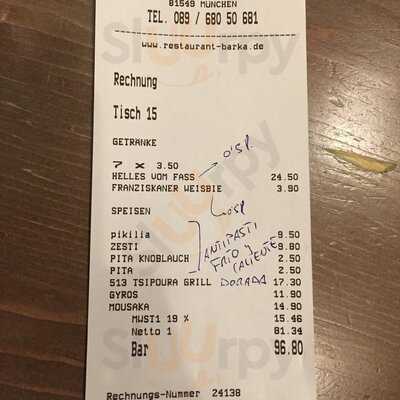 81549 MÜNCHEN
TEL. 089 / 680 50 681
www.restaurant-barka.de
Rechnung
Tisch 15
GETRÄNKE
7 x 3.50
HELLES VOM FASS 24.50
FRANZISKANER WEISBIE 3.90
SPEISEN
pikilia 9.50
ZESTI 9.80
PITA KNOBLAUCH 2.50
PITA 2.50
513 TSIPOURA GRILL DORADA 17.30
GYROS 11.90
MOUSAKA 14.90
MWST1 19 % 15.46
Netto 1 81.34
Bar 96.80
Rechnungs-Nummer 24138
ANTIPASTI
FRIO y
CALIENTE
Sluurpy